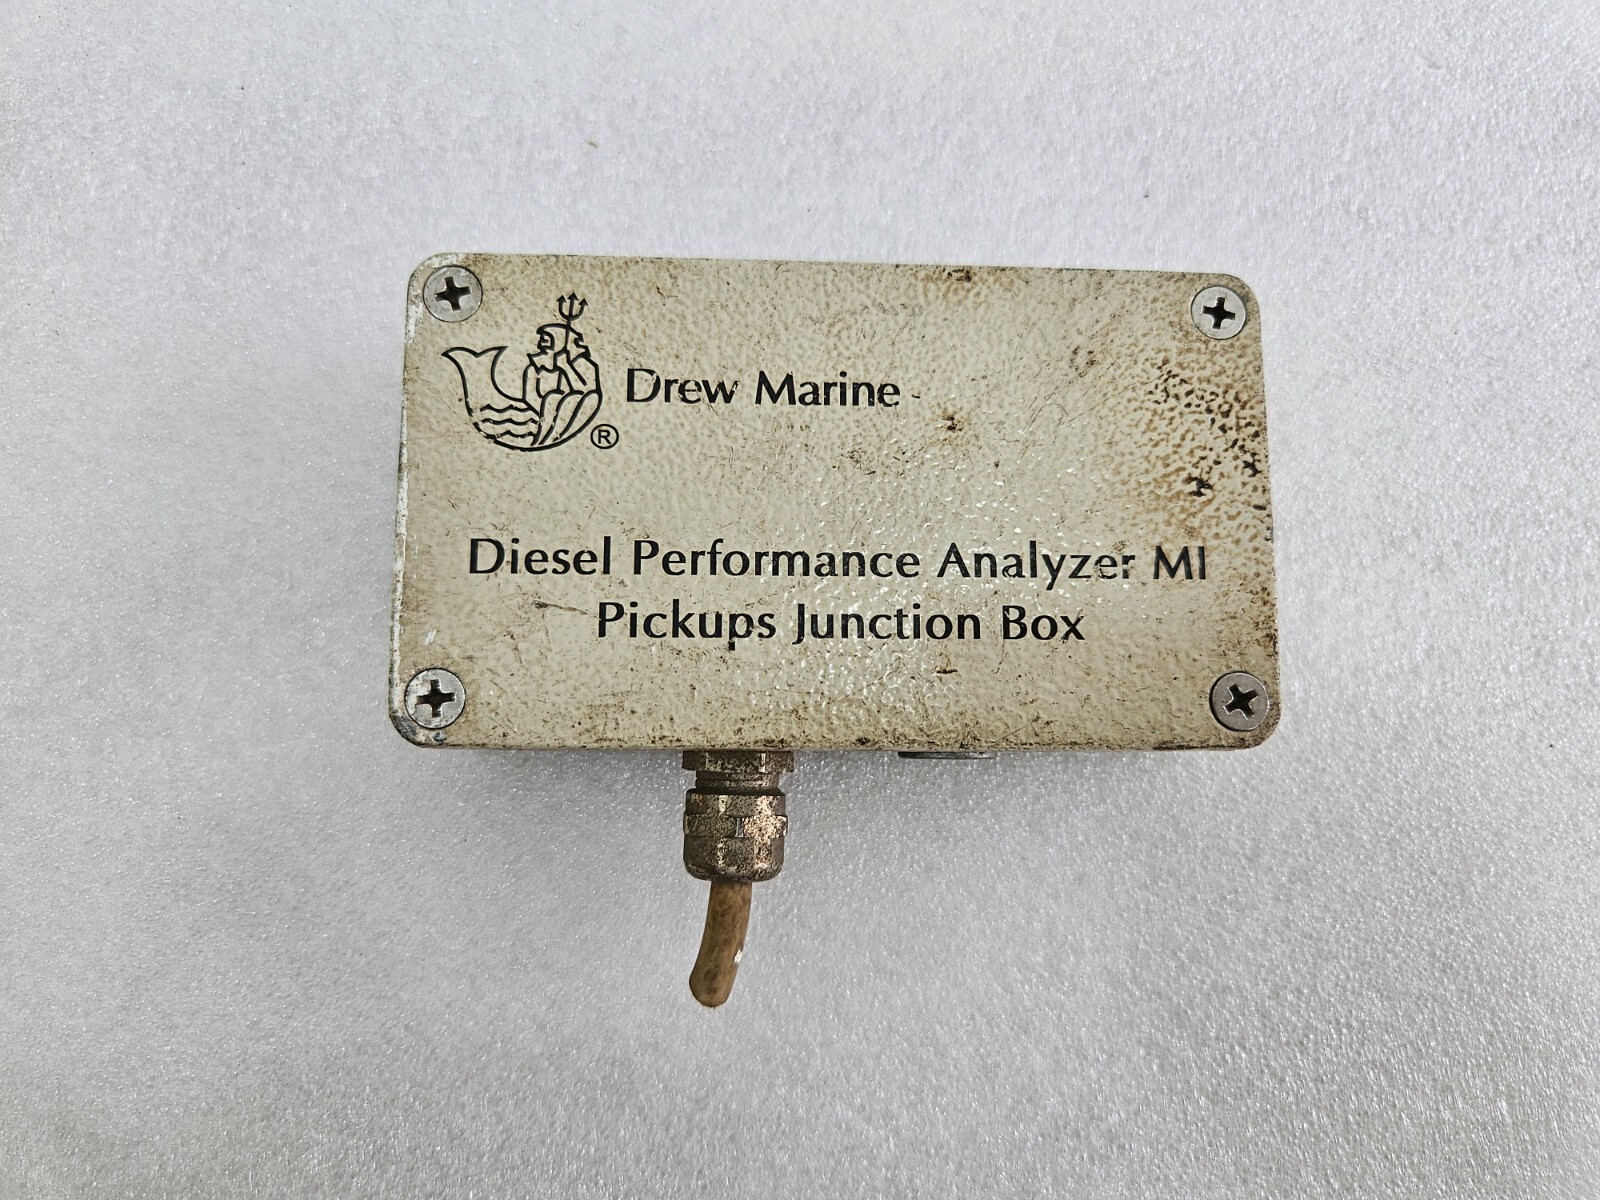 Drew Marine
®
Diesel Performance Analyzer MI
Pickups Junction Box